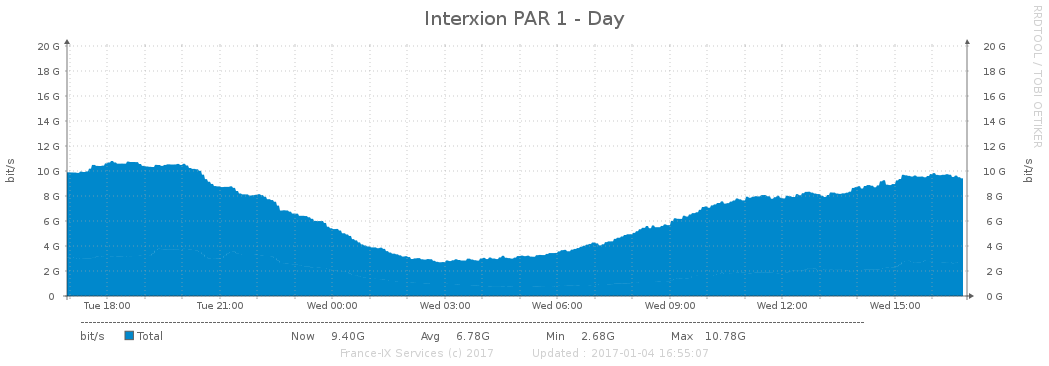 Interxion PAR 1 - Day
RRDTOOL / TOBI OETIKER
20 G 20 G
18 G 18 G
16 G 16 G
14 G 14 G
12 G 12 G
10 G 10 G
8 G 8 G
6 G 6 G
4 G 4 G
2 G 2 G
0 0 G
bit/s
bit/s
Tue 18:00 Tue 21:00 Wed 00:00 Wed 03:00 Wed 06:00 Wed 09:00 Wed 12:00 Wed 15:00
bit/s Total Now 9.40G Avg 6.78G Min 2.68G Max 10.78G
France-IX Services (c) 2017 Updated : 2017-01-04 16:55:07